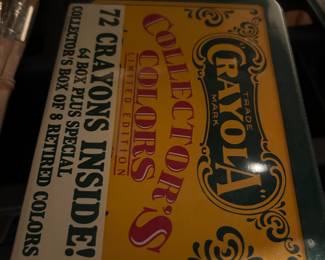 TRADE
CRAYOLA
MARK
COLLECTOR'S
COLORS
LIMITED EDITION
72 CRAYONS INSIDE!
64 BOX PLUS SPECIAL
COLLECTOR'S BOX OF 8 RETIRED COLORS